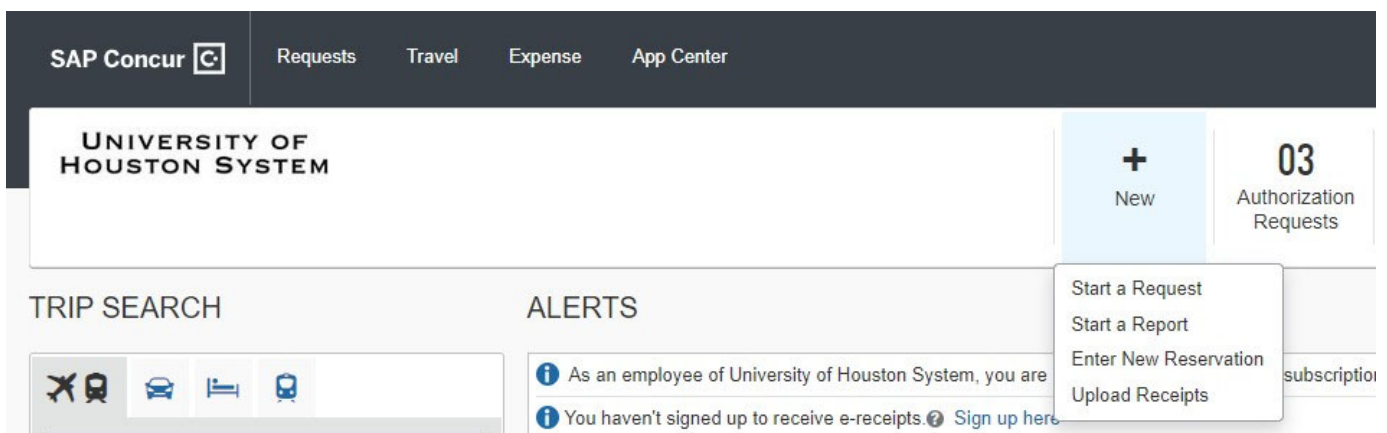 SAP Concur C Requests Travel Expense App Center
UNIVERSITY OF
HOUSTON SYSTEM
+
New
03
Authorization
Requests
Start a Request
Start a Report
Enter New Reservation
Upload Receipts
TRIP SEARCH
ALERTS
As an employee of University of Houston System, you are
subscription
You haven't signed up to receive e-receipts. Sign up here